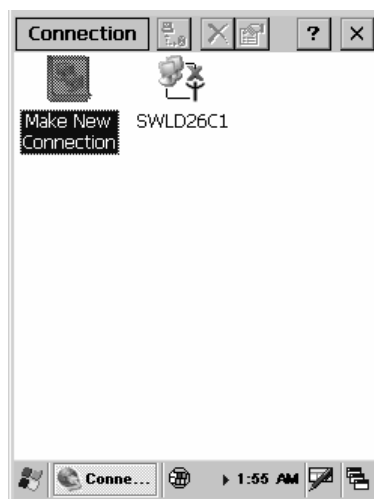 Connection
? ×
Make New
Connection
SWLD26C1
Conne...
1:55 AM